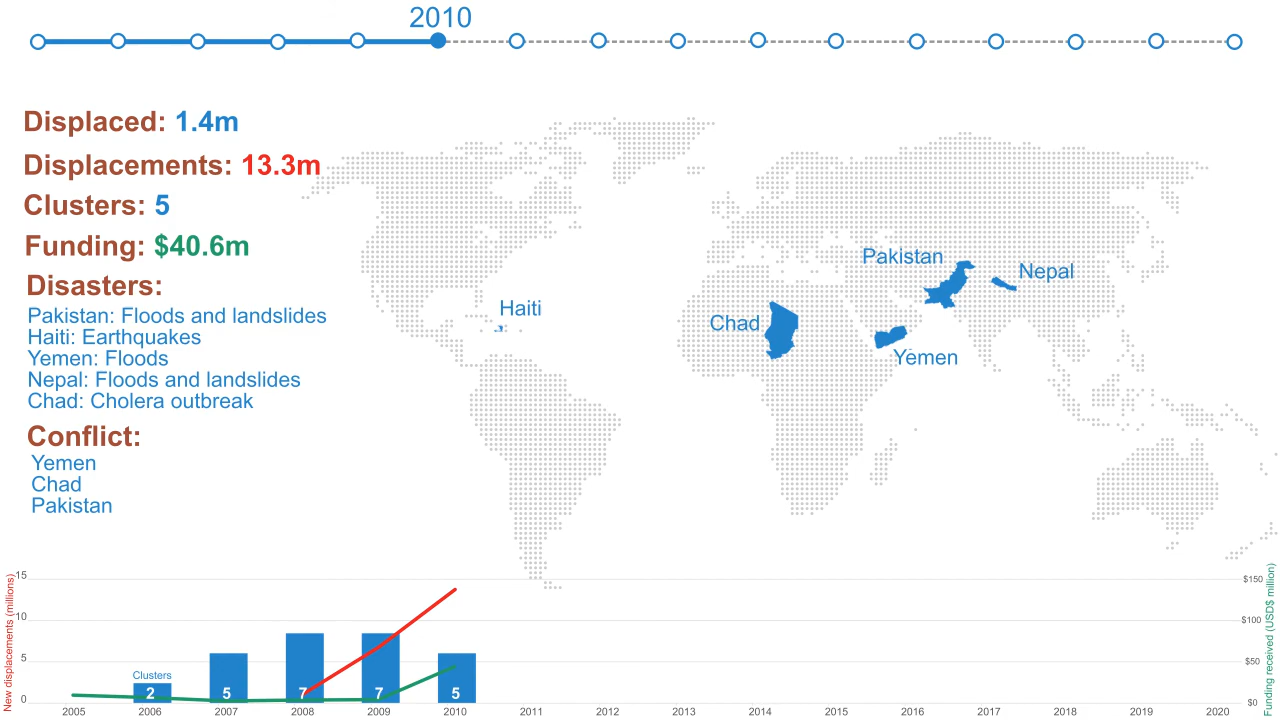 2010
Displaced: 1.4m
Displacements: 13.3m
Clusters: 5
Funding: $40.6m
Disasters:
Pakistan: Floods and landslides
Haiti: Earthquakes
Yemen: Floods
Nepal: Floods and landslides
Chad: Cholera outbreak
Conflict:
Yemen
Chad
Pakistan
Haiti
Chad
Pakistan
Nepal
Yemen
New displacements (millions)
15
10
5
0
Clusters
2
5
7
7
5
$150
$100
$50
$0
Funding received (USD$ million)
2005 2006 2007 2008 2009 2010 2011 2012 2013 2014 2015 2016 2017 2018 2019 2020